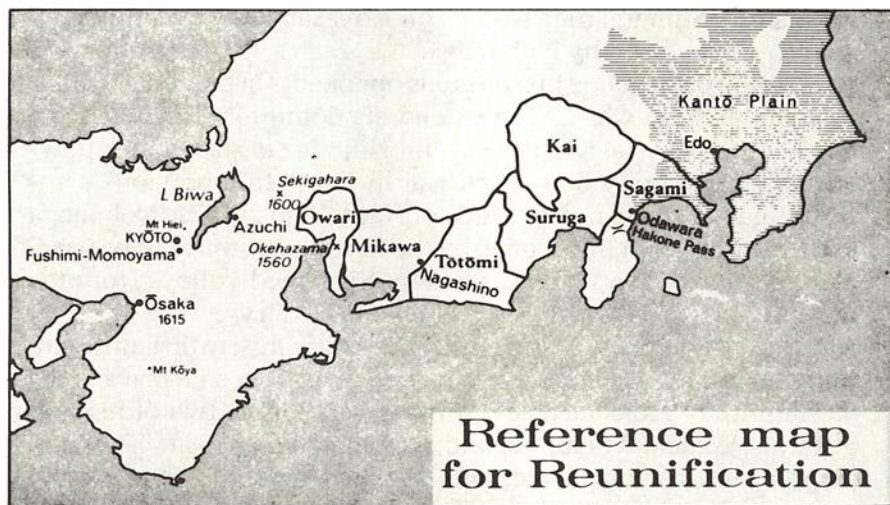 Kantō Plain
Edo
Kai
Sekigahara
1600
L Biwa
Sagami
Owari
Azuchi
Suruga
Odawara
Hakone Pass
Mt Hiei
KYŌTO
Okehazama
1560
Mikawa
Tōtōmi
Fushimi-Momoyama
Nagashino
Ōsaka
1615
Mt Kōya
Reference map
for Reunification